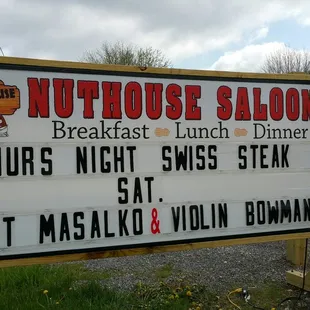 NUTHOUSE SALOON
Breakfast Lunch Dinner
URS NIGHT SWISS STEAK
SAT.
T MASALKO & VIOLIN BOWMAN